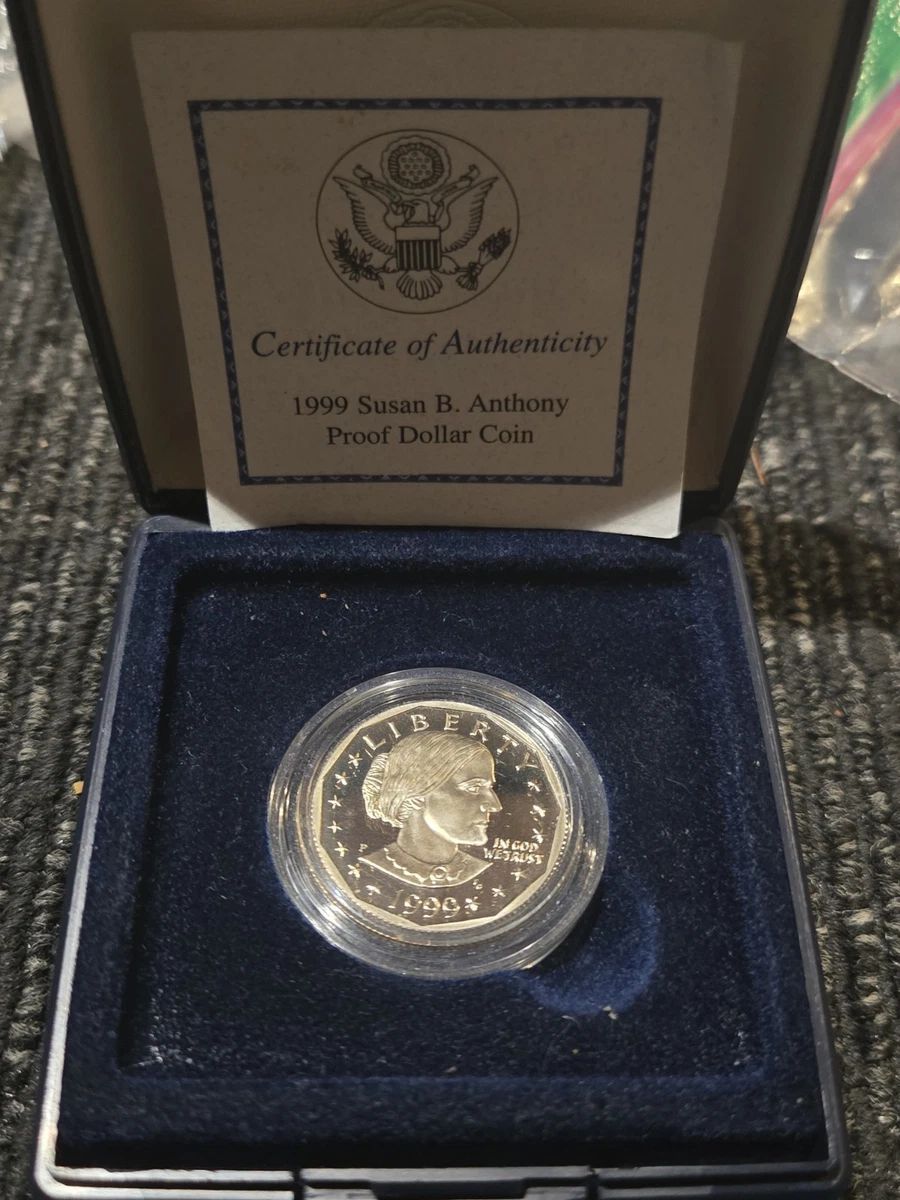 Certificate of Authenticity
1999 Susan B. Anthony
Proof Dollar Coin
LIBERTY
P
IN GOD
WE TRUST
1999